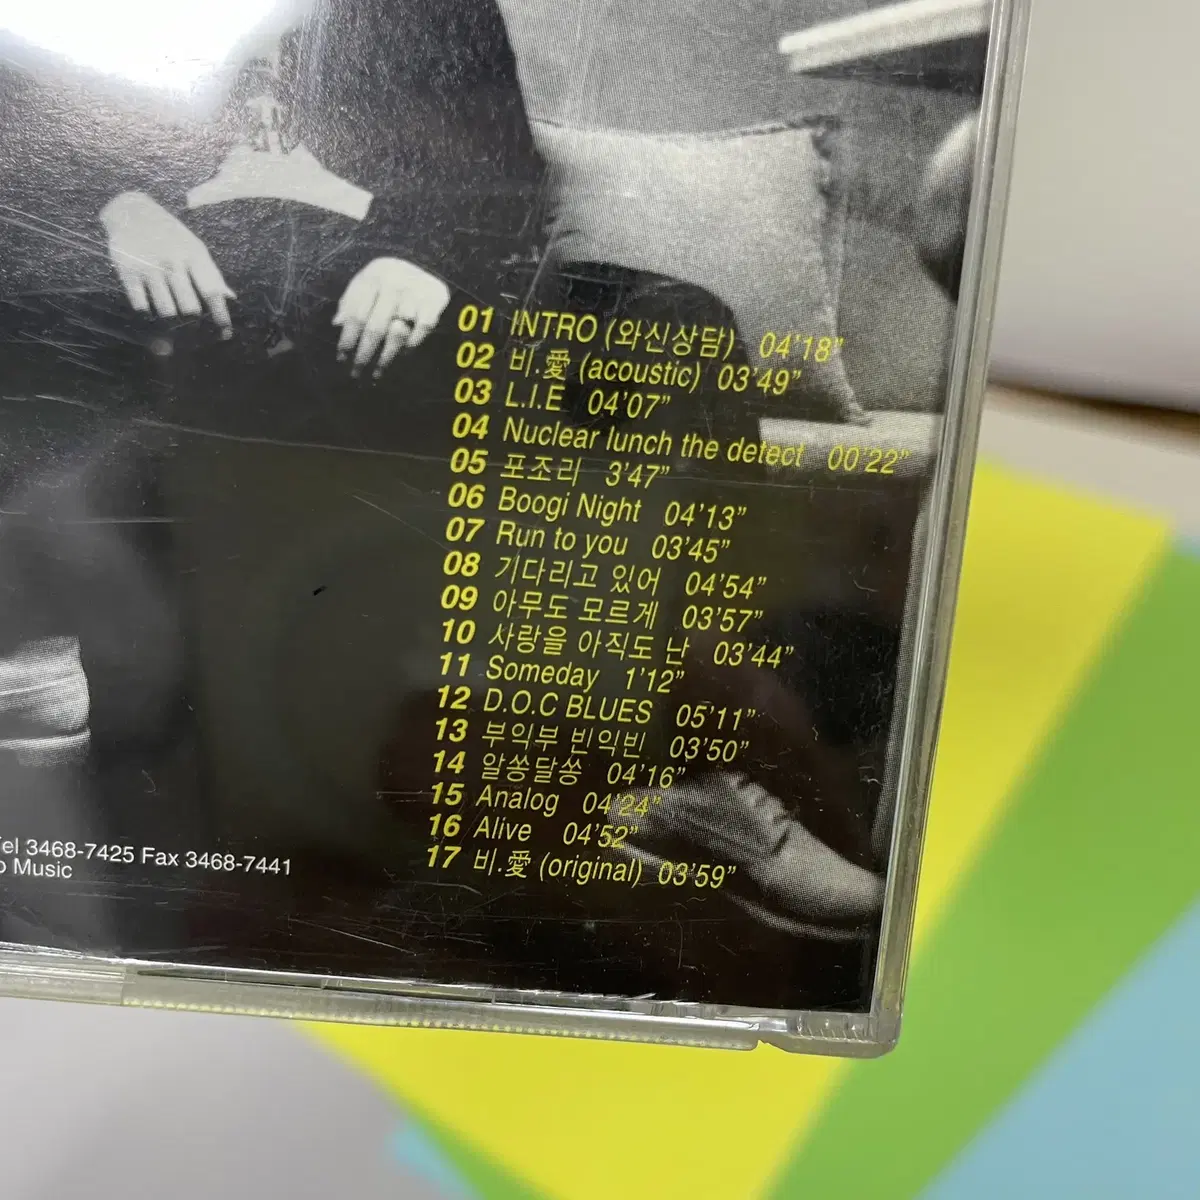 01 INTRO (와신상담) 04'18"
02 비.愛 (acoustic) 03'49"
03 L.I.E 04'07"
04 Nuclear lunch the detect 00'22"
05 포조리 3'47"
06 Boogi Night 04'13"
07 Run to you 03'45"
08 기다리고 있어 04'54"
09 아무도 모르게 03'57"
10 사랑을 아직도 난 03'44"
11 Someday 1'12"
12 D.O.C BLUES 05'11"
13 부익부 빈익빈 03'50"
14 알쏭달쏭 04'16"
15 Analog 04'24"
16 Alive 04'52"
17 비.愛 (original) 03'59"
Tel 3468-7425 Fax 3468-7441
Music